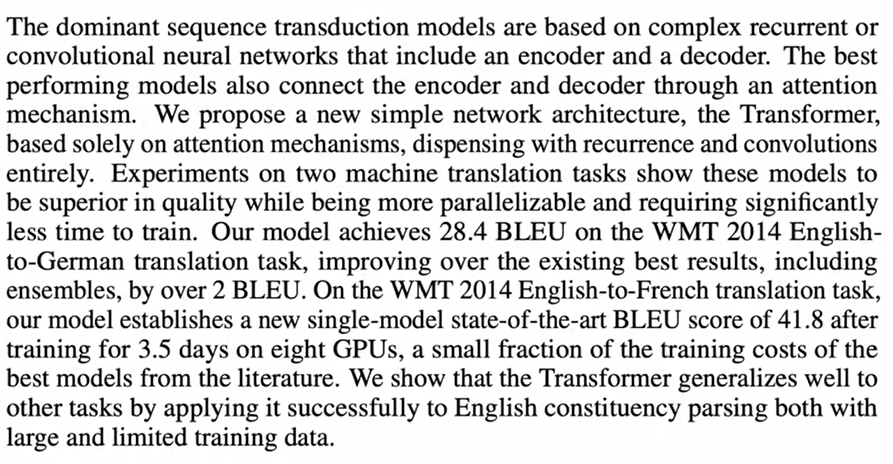 The dominant sequence transduction models are based on complex recurrent or
convolutional neural networks that include an encoder and a decoder. The best
performing models also connect the encoder and decoder through an attention
mechanism. We propose a new simple network architecture, the Transformer,
based solely on attention mechanisms, dispensing with recurrence and convolutions
entirely. Experiments on two machine translation tasks show these models to
be superior in quality while being more parallelizable and requiring significantly
less time to train. Our model achieves 28.4 BLEU on the WMT 2014 English-
to-German translation task, improving over the existing best results, including
ensembles, by over 2 BLEU. On the WMT 2014 English-to-French translation task,
our model establishes a new single-model state-of-the-art BLEU score of 41.8 after
training for 3.5 days on eight GPUs, a small fraction of the training costs of the
best models from the literature. We show that the Transformer generalizes well to
other tasks by applying it successfully to English constituency parsing both with
large and limited training data.